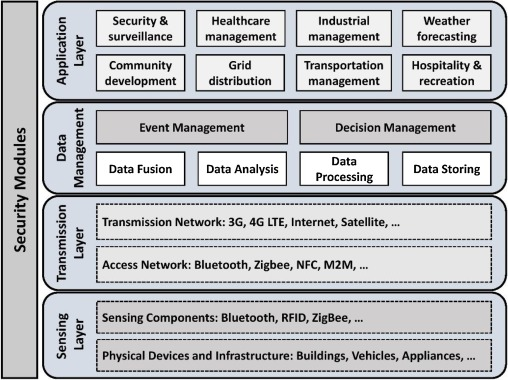 Security Modules
Application
Layer
Security &
surveillance
Healthcare
management
Industrial
management
Weather
forecasting
Community
development
Grid
distribution
Transportation
management
Hospitality &
recreation
Data
Management
Event Management
Decision Management
Data Fusion
Data Analysis
Data
Processing
Data Storing
Transmission
Layer
Transmission Network: 3G, 4G LTE, Internet, Satellite, ...
Access Network: Bluetooth, Zigbee, NFC, M2M, ...
Sensing
Layer
Sensing Components: Bluetooth, RFID, ZigBee, ...
Physical Devices and Infrastructure: Buildings, Vehicles, Appliances, ...